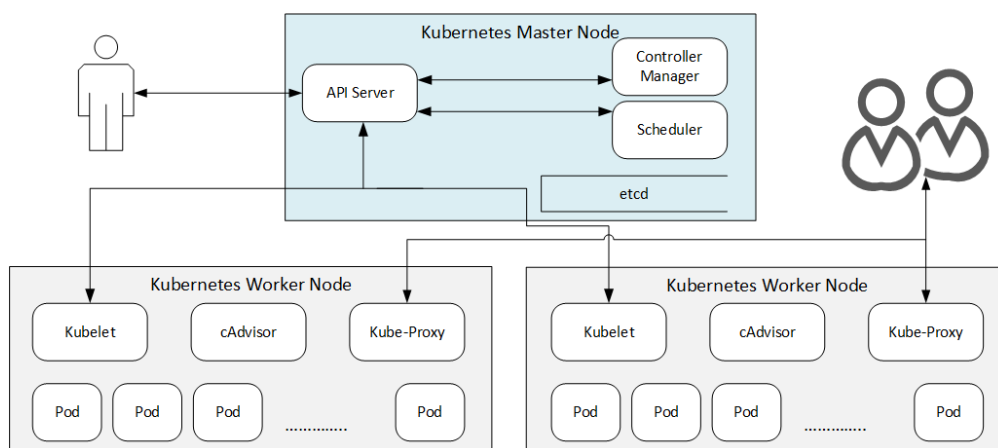 Kubernetes Master Node
API Server
Controller
Manager
Scheduler
etcd
Kubernetes Worker Node
Kubelet
cAdvisor
Kube-Proxy
Pod
Pod
Pod
…………..
Pod
Kubernetes Worker Node
Kubelet
cAdvisor
Kube-Proxy
Pod
Pod
Pod
…………..
Pod